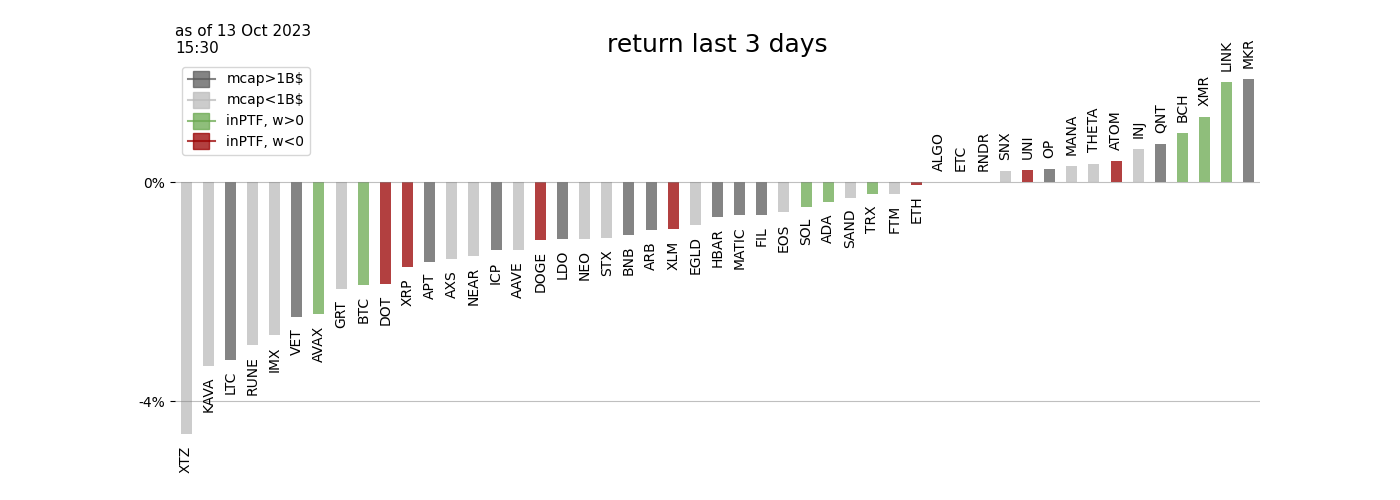 as of 13 Oct 2023
15:30
return last 3 days
mcap>1B$
mcap<1B$
inPTF, w>0
inPTF, w<0
0%
-4%
XTZ
KAVA
LTC
RUNE
IMX
VET
AVAX
GRT
BTC
DOT
XRP
APT
AXS
NEAR
ICP
AAVE
DOGE
LDO
NEO
STX
BNB
ARB
XLM
EGLD
HBAR
MATIC
FIL
EOS
SOL
ADA
SAND
TRX
FTM
ETH
ALGO
ETC
RNDR
SNX
UNI
OP
MANA
THETA
ATOM
INJ
QNT
BCH
XMR
LINK
MKR